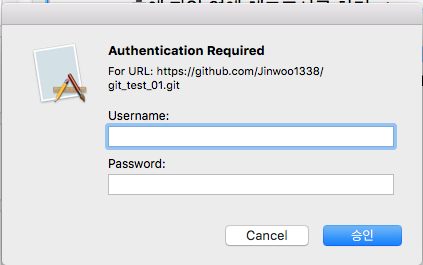 Authentication Required
For URL: https://github.com/Jinwoo1338/
git_test_01.git
Username:
Password:
Cancel
승인